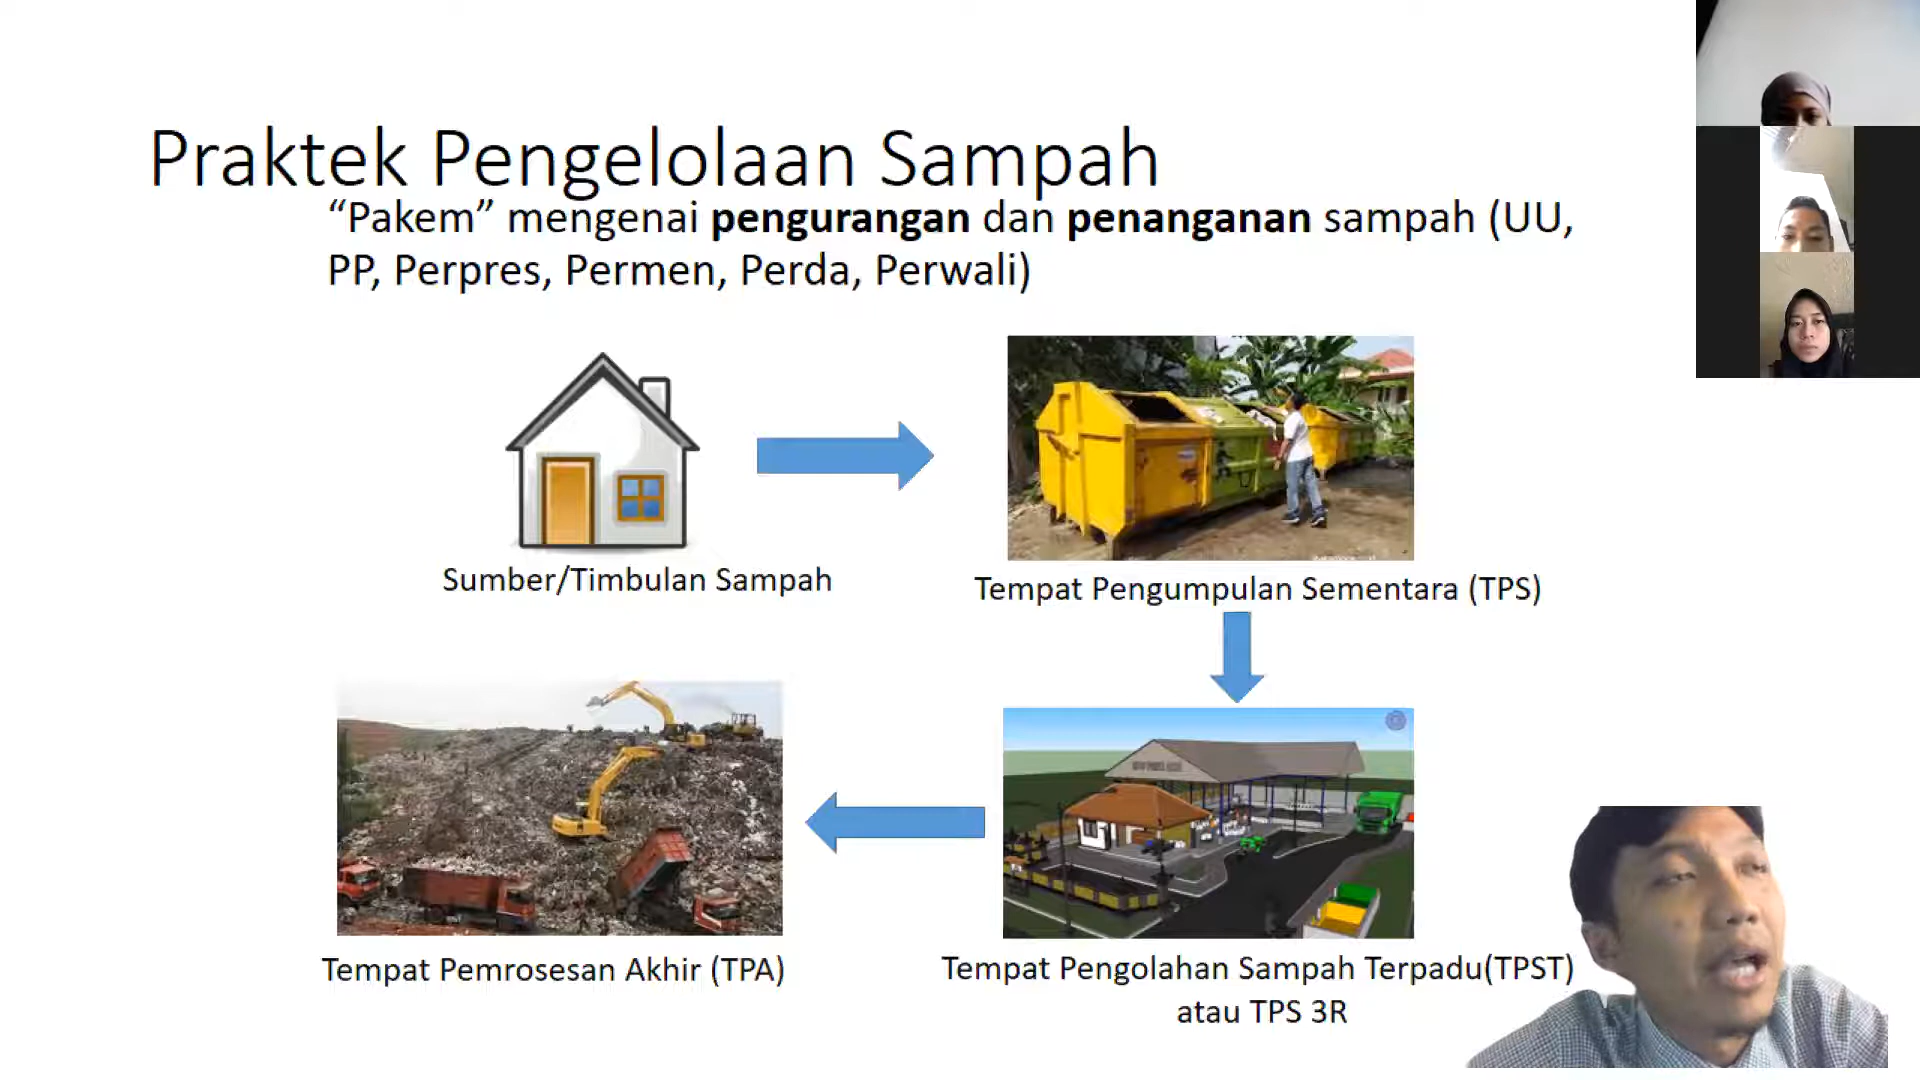 Praktek Pengelolaan Sampah
“Pakem” mengenai pengurangan dan penanganan sampah (UU,
PP, Perpres, Permen, Perda, Perwali)
Sumber/Timbulan Sampah
Tempat Pengumpulan Sementara (TPS)
Tempat Pemrosesan Akhir (TPA)
Tempat Pengolahan Sampah Terpadu(TPST)
atau TPS 3R